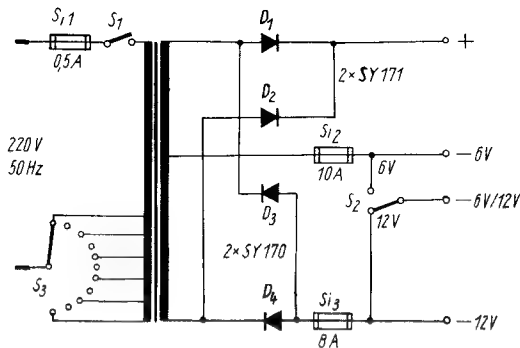 Si1
S1
0,5A
D1
+
2×SY171
D2
220V
50Hz
Si2
10A
6V
−6V
S2
−6V/12V
12V
D3
2×SY170
S3
D4
Si3
8A
−12V